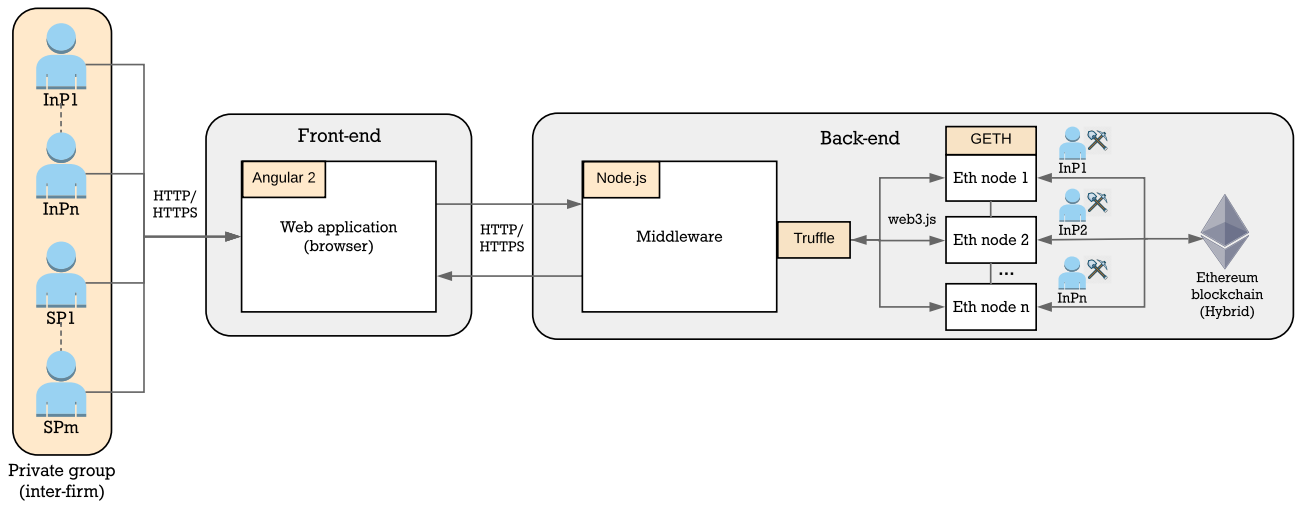 InP1
InPn
SP1
SPm
Private group
(inter-firm)
HTTP/
HTTPS
Front-end
Angular 2
Web application
(browser)
HTTP/
HTTPS
Back-end
Node.js
Middleware
Truffle
web3.js
GETH
Eth node 1
Eth node 2
...
Eth node n
InP1
InP2
InPn
Ethereum
blockchain
(Hybrid)